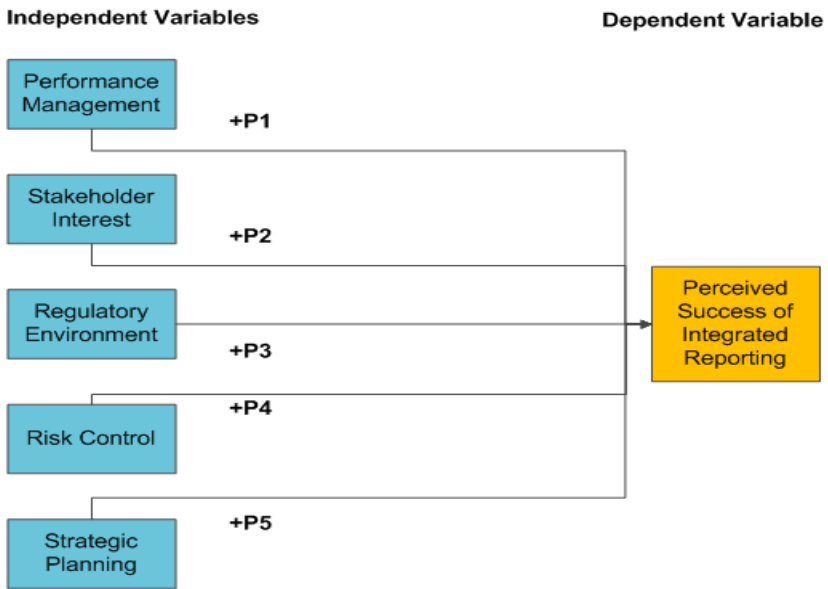 Independent Variables
Dependent Variable
Performance
Management
+P1
Stakeholder
Interest
+P2
Regulatory
Environment
+P3
Perceived
Success of
Integrated
Reporting
Risk Control
+P4
Strategic
Planning
+P5